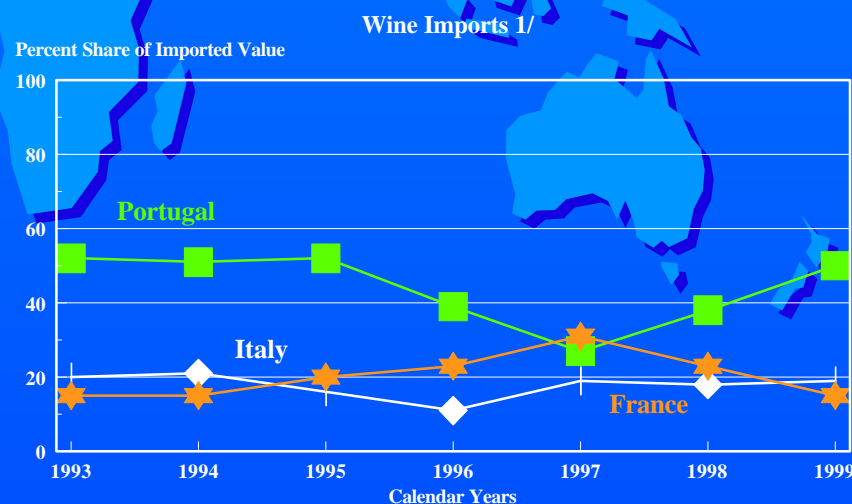 Wine Imports 1/
Percent Share of Imported Value
100
80
60
40
20
0
Portugal
Italy
France
1993 1994 1995 1996 1997 1998 1999
Calendar Years